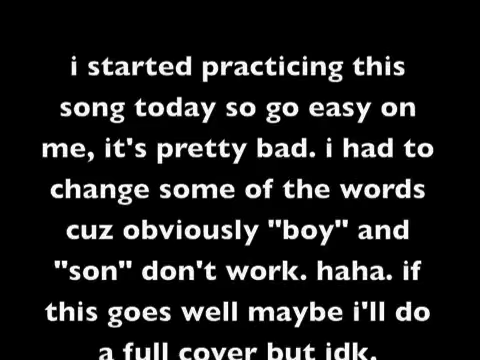 i started practicing this
song today so go easy on
me, it's pretty bad. i had to
change some of the words
cuz obviously "boy" and
"son" don't work. haha. if
this goes well maybe i'll do
a full cover but idk.